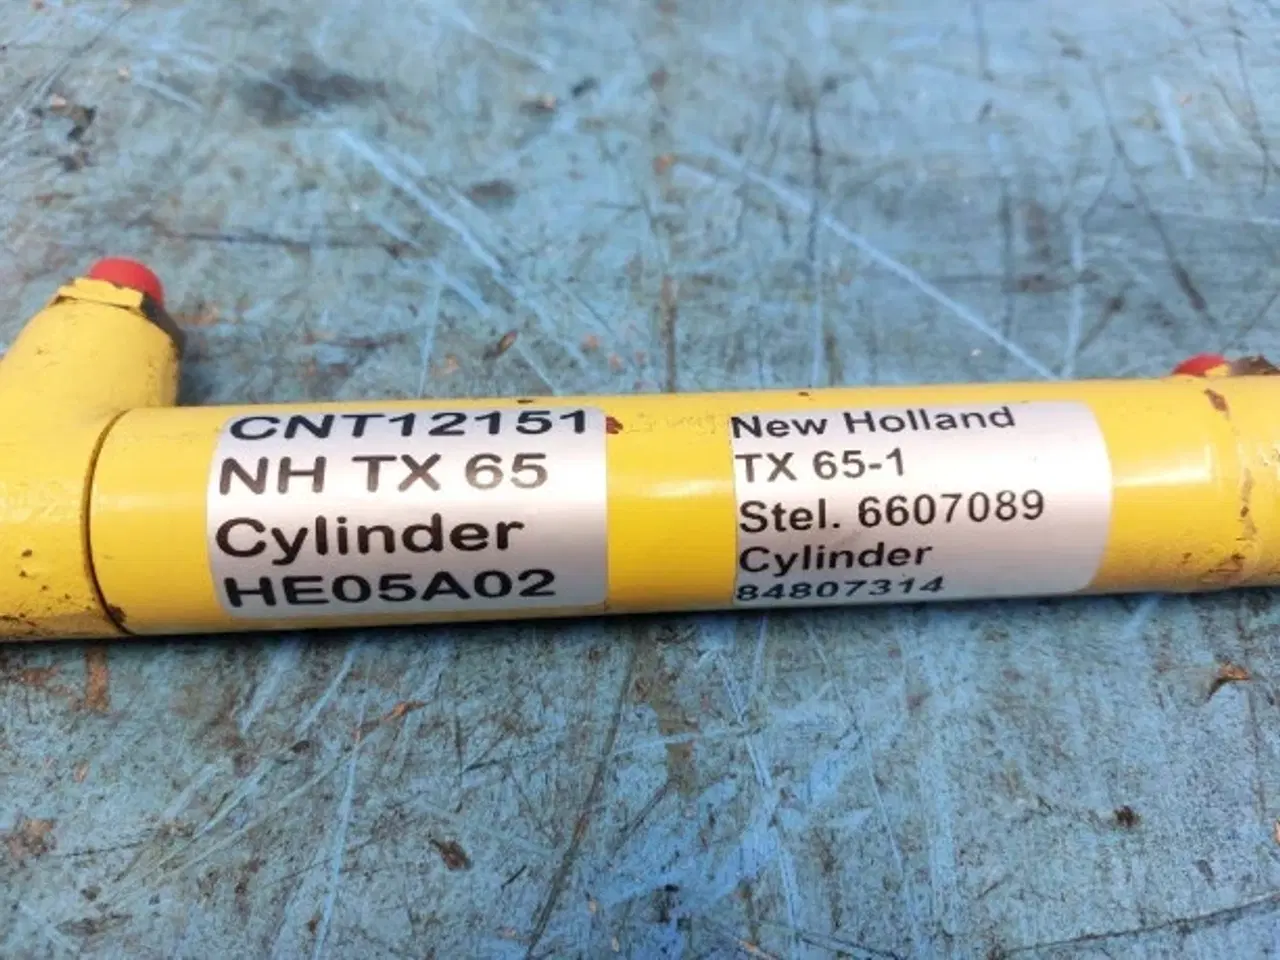 CNT12151
NH TX 65
Cylinder
HE05A02
New Holland
TX 65-1
Stel. 6607089
Cylinder
84807314